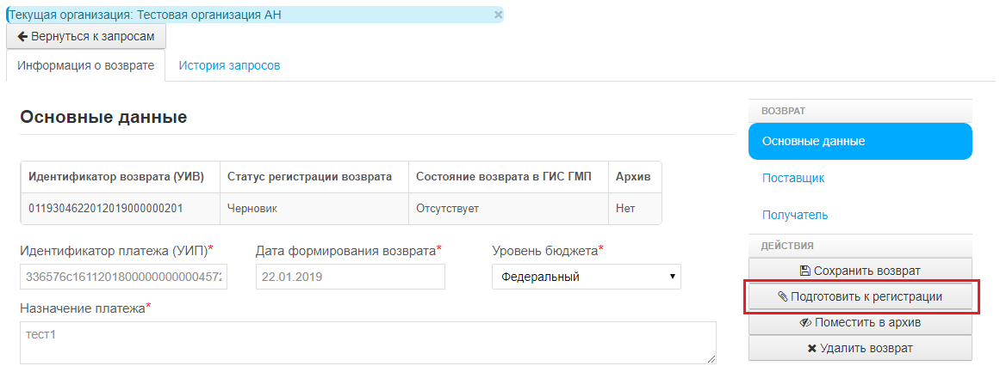 Текущая организация: Тестовая организация АН ×
Вернуться к запросам
Информация о возврате История запросов
Основные данные
Идентификатор возврата (УИВ) Статус регистрации возврата Состояние возврата в ГИС ГМП Архив
0119304622012019000000201 Черновик Отсутствует Нет
Идентификатор платежа (УИП)* Дата формирования возврата* Уровень бюджета*
336576c1611201800000000004572 22.01.2019 Федеральный
Назначение платежа*
тест1
ВОЗВРАТ
Основные данные
Поставщик
Получатель
ДЕЙСТВИЯ
Сохранить возврат
Подготовить к регистрации
Поместить в архив
Удалить возврат